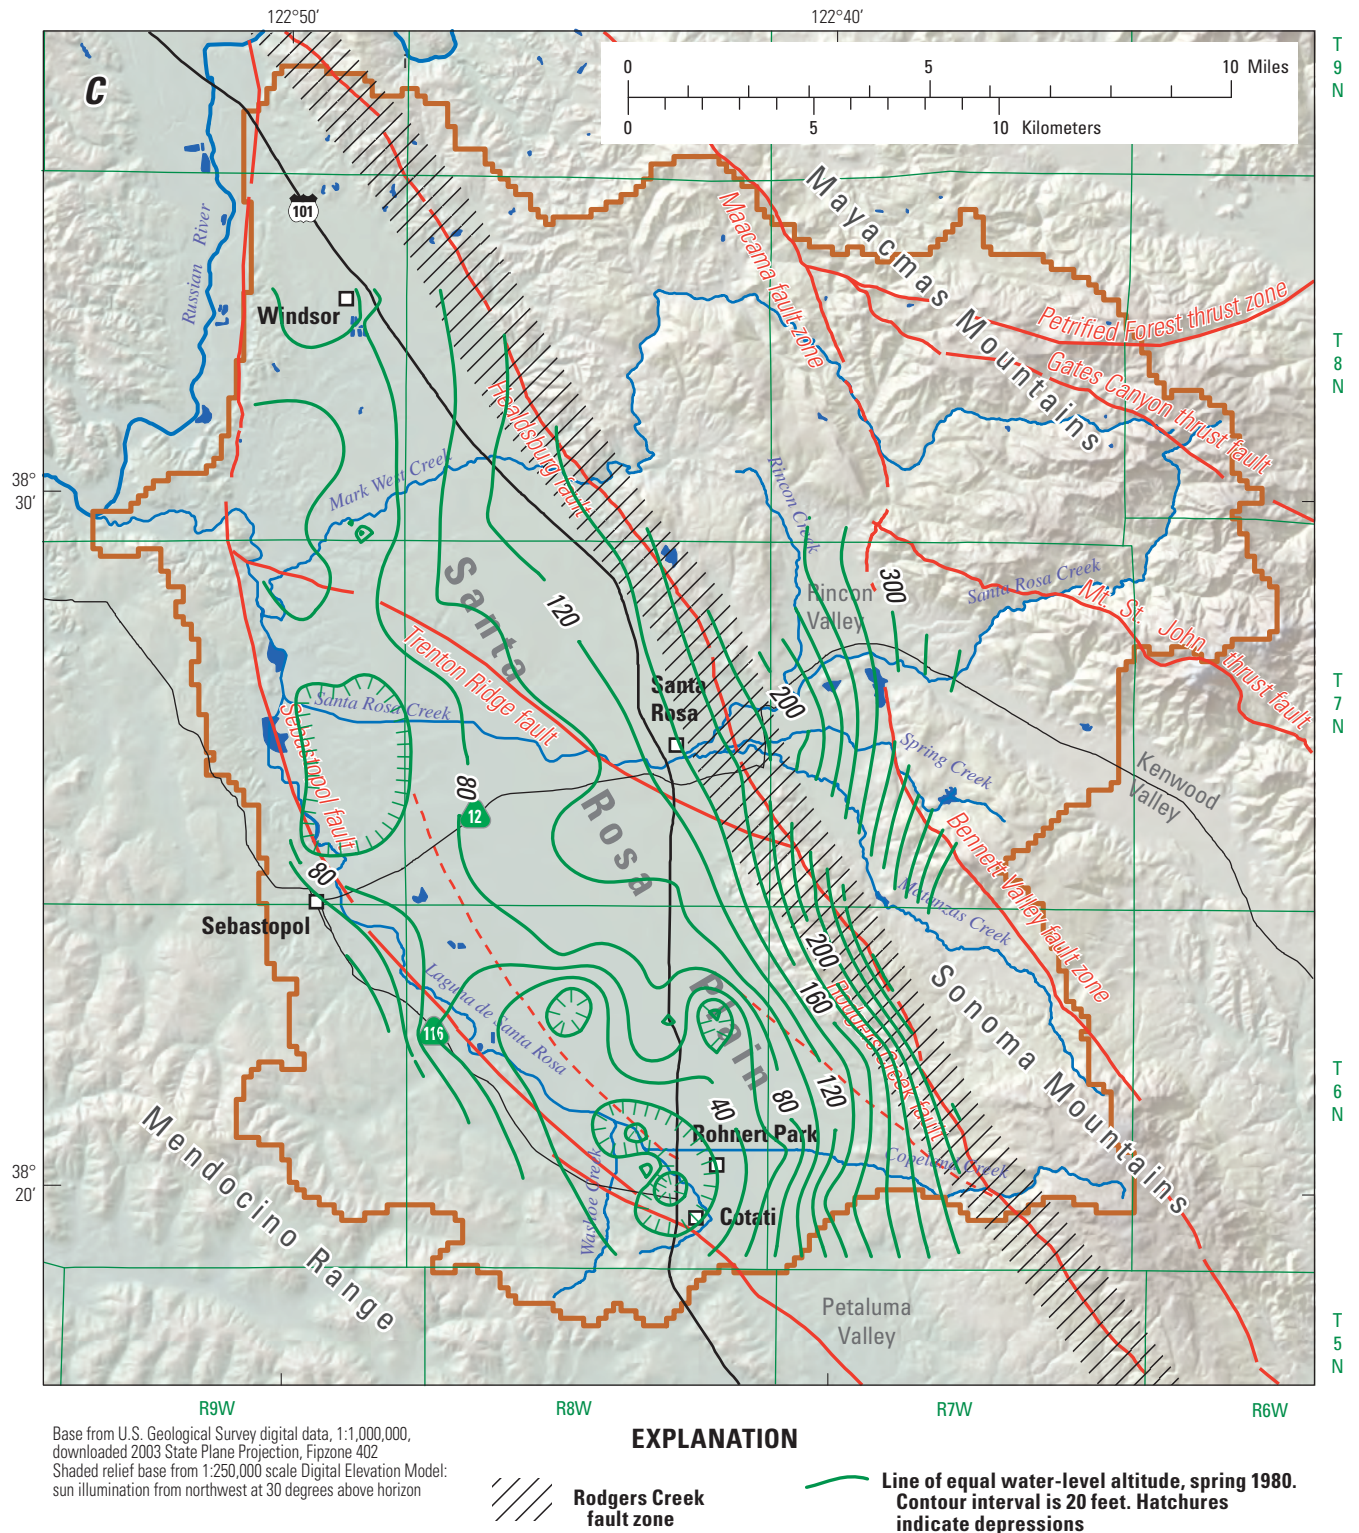 122°50′
122°40′
C
0 5 10 Miles
0 5 10 Kilometers
T
9
N
101
Russian River
Mayacmas Mountains
Maacama fault zone
Petrified Forest thrust zone
Gates Canyon thrust fault
Windsor
T
8
N
Healdsburg fault
38°
30′
Mark West Creek
Rincon Creek
Santa Rosa Plain
120
300
Rincon
Valley
Santa Rosa Creek
Mt. St. John thrust fault
Trenton Ridge fault
Santa
Rosa
200
T
7
N
Santa Rosa Creek
Sebastopol fault
Spring Creek
Kenwood
Valley
80
12
Bennett Valley fault zone
80
Matanzas Creek
Sebastopol
200
160
Rodgers Creek fault
Sonoma Mountains
Laguna de Santa Rosa
116
120
80
40
T
6
N
Mendocino Range
Rohnert Park
Copeland Creek
38°
20′
Washoe Creek
Cotati
Petaluma
Valley
T
5
N
R9W
R8W
R7W
R6W
Base from U.S. Geological Survey digital data, 1:1,000,000,
downloaded 2003 State Plane Projection, Fipzone 402
Shaded relief base from 1:250,000 scale Digital Elevation Model:
sun illumination from northwest at 30 degrees above horizon
EXPLANATION
Rodgers Creek
fault zone
Line of equal water-level altitude, spring 1980.
Contour interval is 20 feet. Hatchures
indicate depressions